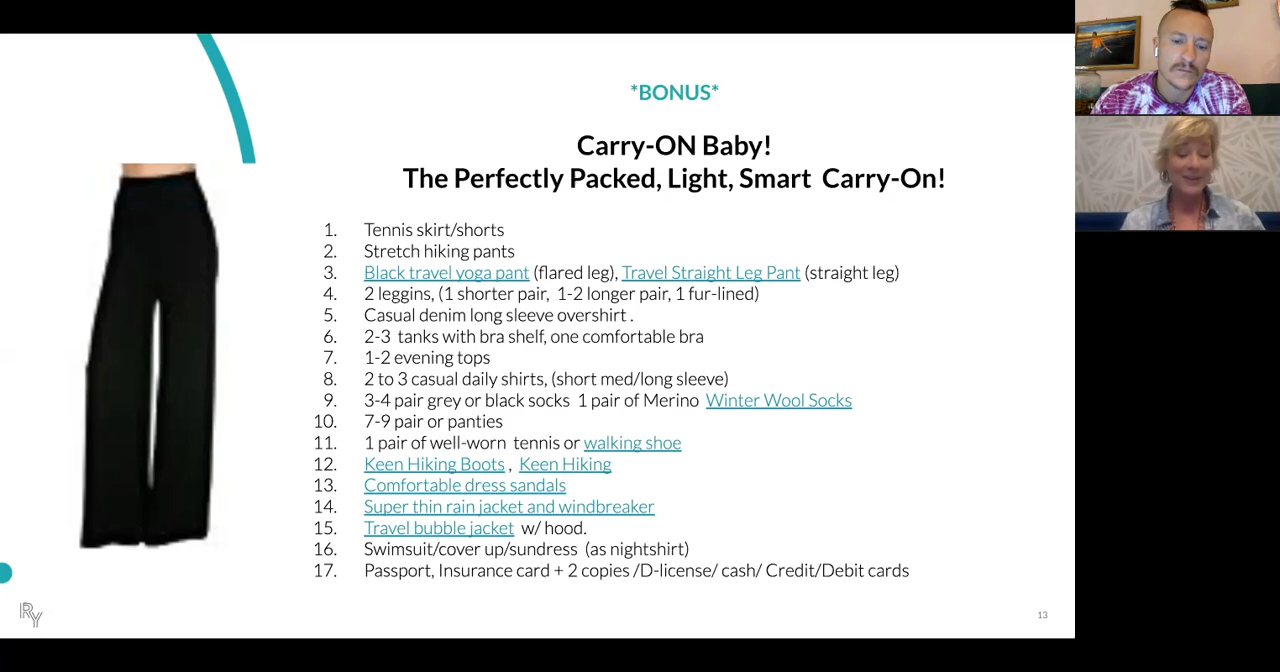 *BONUS*
Carry-ON Baby!
The Perfectly Packed, Light, Smart Carry-On!
1. Tennis skirt/shorts
2. Stretch hiking pants
3. Black travel yoga pant (flared leg), Travel Straight Leg Pant (straight leg)
4. 2 leggins, (1 shorter pair, 1-2 longer pair, 1 fur-lined)
5. Casual denim long sleeve overshirt .
6. 2-3 tanks with bra shelf, one comfortable bra
7. 1-2 evening tops
8. 2 to 3 casual daily shirts, (short med/long sleeve)
9. 3-4 pair grey or black socks 1 pair of Merino Winter Wool Socks
10. 7-9 pair or panties
11. 1 pair of well-worn tennis or walking shoe
12. Keen Hiking Boots , Keen Hiking
13. Comfortable dress sandals
14. Super thin rain jacket and windbreaker
15. Travel bubble jacket w/ hood.
16. Swimsuit/cover up/sundress (as nightshirt)
17. Passport, Insurance card + 2 copies /D-license/ cash/ Credit/Debit cards
RY
13